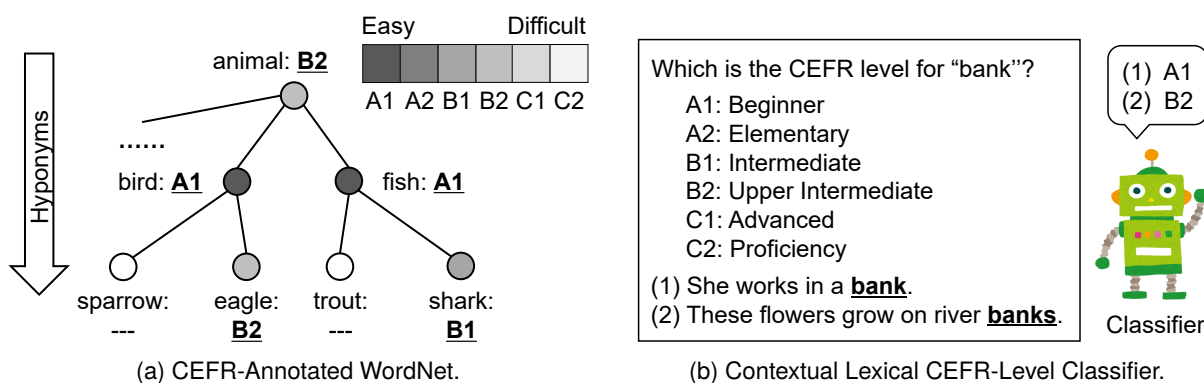 Easy Difficult
animal: B2
A1 A2 B1 B2 C1 C2
Hyponyms
......
bird: A1
fish: A1
sparrow: eagle: trout: shark:
--- B2 --- B1
(a) CEFR-Annotated WordNet.
Which is the CEFR level for "bank"?
A1: Beginner
A2: Elementary
B1: Intermediate
B2: Upper Intermediate
C1: Advanced
C2: Proficiency
(1) She works in a bank.
(2) These flowers grow on river banks.
(1) A1
(2) B2
Classifier
(b) Contextual Lexical CEFR-Level Classifier.